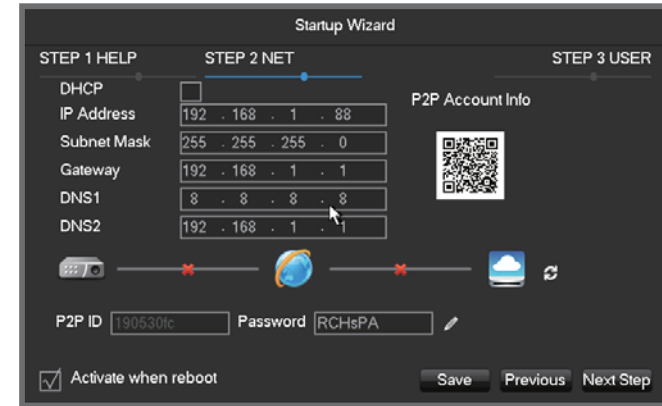 Startup Wizard
STEP 1 HELP STEP 2 NET STEP 3 USER
DHCP
IP Address 192 . 168 . 1 . 88
P2P Account Info
Subnet Mask 255 . 255 . 255 . 0
Gateway 192 . 168 . 1 . 1
DNS1 8 . 8 . 8 . 8
DNS2 192 . 168 . 1 . 1
P2P ID 190530fc Password RCHsPA
Activate when reboot Save Previous Next Step